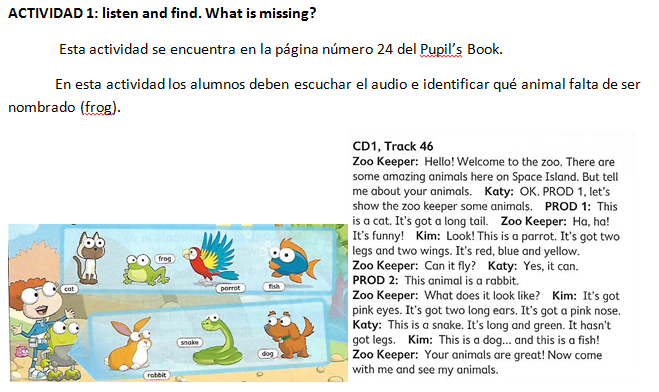 ACTIVIDAD 1: listen and find. What is missing?
Esta actividad se encuentra en la página número 24 del Pupil's Book.
En esta actividad los alumnos deben escuchar el audio e identificar qué animal falta de ser
nombrado (frog).
CD1, Track 46
Zoo Keeper: Hello! Welcome to the zoo. There are
some amazing animals here on Space Island. But tell
me about your animals. Katy: OK. PROD 1, let's
show the zoo keeper some animals. PROD 1: This
is a cat. It's got a long tail. Zoo Keeper: Ha, ha!
It's funny! Kim: Look! This is a parrot. It's got two
legs and two wings. It's red, blue and yellow.
Zoo Keeper: Can it fly? Katy: Yes, it can.
PROD 2: This animal is a rabbit.
Zoo Keeper: What does it look like? Kim: It's got
pink eyes. It's got two long ears. It's got a pink nose.
Katy: This is a snake. It's long and green. It hasn't
got legs. Kim: This is a dog... and this is a fish!
Zoo Keeper: Your animals are great! Now come
with me and see my animals.
cat
frog
parrot
fish
rabbit
snake
dog